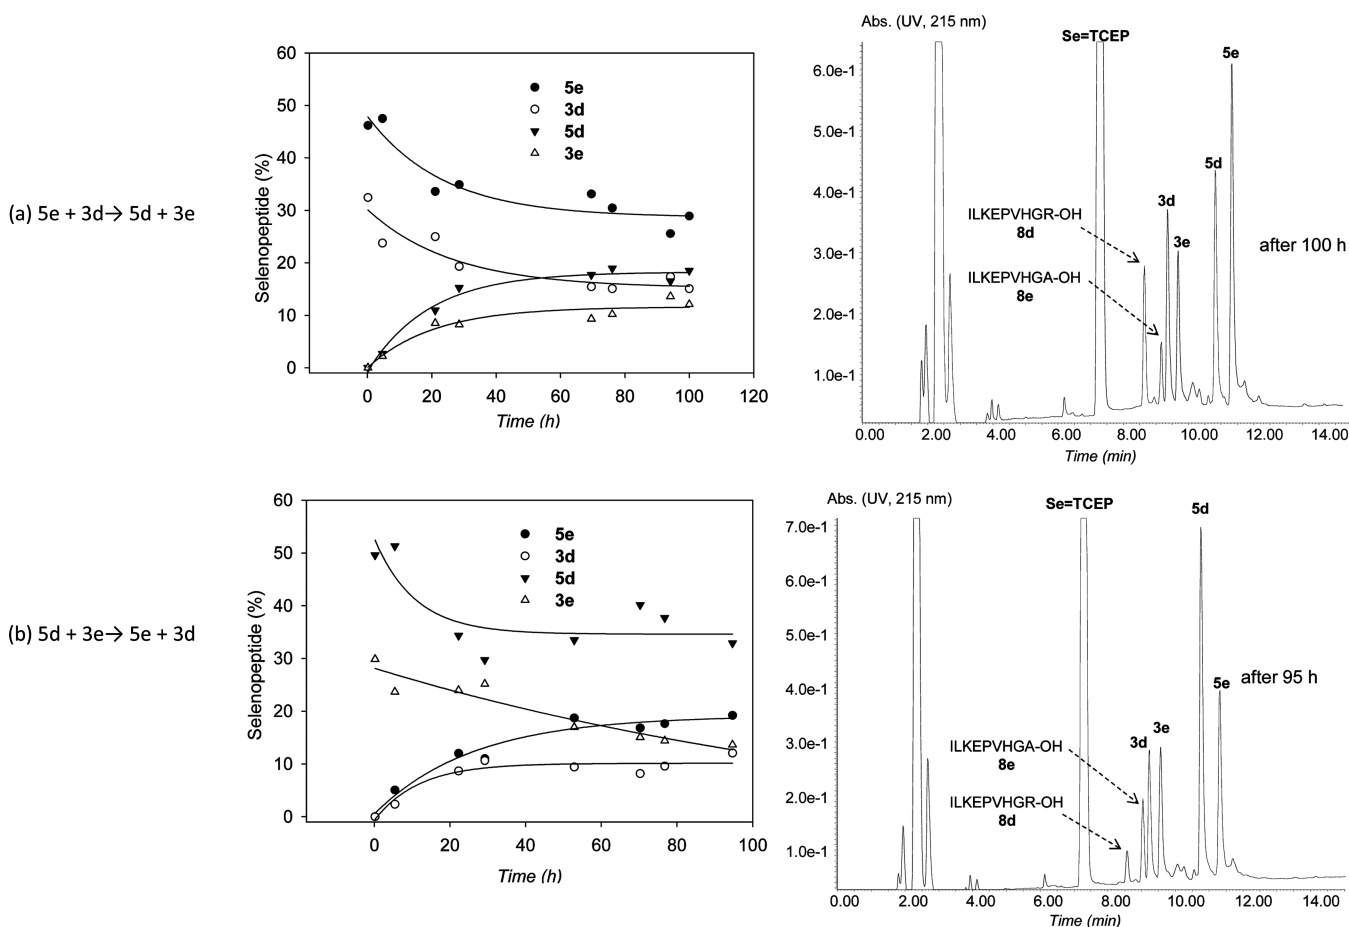 (a) 5e + 3d→ 5d + 3e
Selenopeptide (%)
60
50
40
30
20
10
0
5e
3d
5d
3e
0 20 40 60 80 100 120
Time (h)
Abs. (UV, 215 nm)
Se=TCEP
5e
6.0e-1
5.0e-1
4.0e-1
3.0e-1
2.0e-1
1.0e-1
5d
3d
3e
ILKEPVHGR-OH
8d
ILKEPVHGA-OH
8e
after 100 h
0.00 2.00 4.00 6.00 8.00 10.00 12.00 14.00
Time (min)
(b) 5d + 3e→ 5e + 3d
Selenopeptide (%)
60
50
40
30
20
10
0
5e
3d
5d
3e
0 20 40 60 80 100
Time (h)
Abs. (UV, 215 nm)
Se=TCEP
5d
7.0e-1
6.0e-1
5.0e-1
4.0e-1
3.0e-1
2.0e-1
1.0e-1
5e
after 95 h
3d
3e
ILKEPVHGA-OH
8e
ILKEPVHGR-OH
8d
0.00 2.00 4.00 6.00 8.00 10.00 12.00 14.00
Time (min)